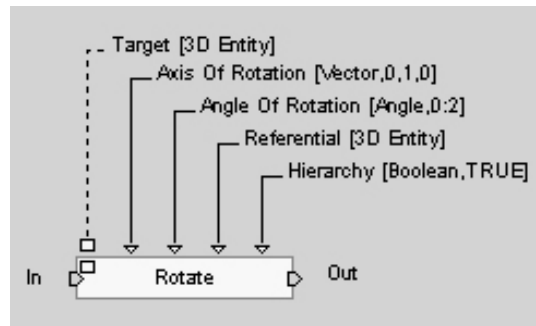 Target [3D Entity]
Axis Of Rotation [Vector,0,1,0]
Angle Of Rotation [Angle,0:2]
Referential [3D Entity]
Hierarchy [Boolean,TRUE]
In Rotate Out